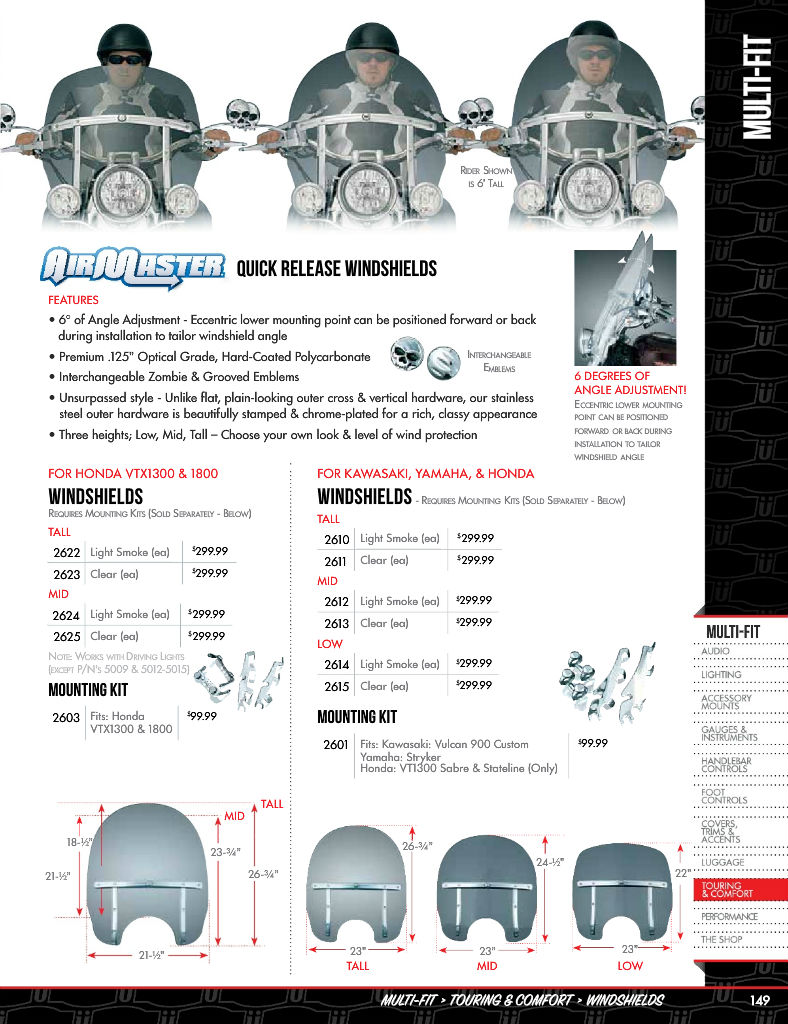 MULTI-FIT
Rider Shown
is 6' Tall
AIRMASTER QUICK RELEASE WINDSHIELDS
FEATURES
• 6° of Angle Adjustment - Eccentric lower mounting point can be positioned forward or back
during installation to tailor windshield angle
• Premium .125" Optical Grade, Hard-Coated Polycarbonate
• Interchangeable Zombie & Grooved Emblems
Interchangeable
Emblems
• Unsurpassed style - Unlike flat, plain-looking outer cross & vertical hardware, our stainless
steel outer hardware is beautifully stamped & chrome-plated for a rich, classy appearance
• Three heights; Low, Mid, Tall – Choose your own look & level of wind protection
6 DEGREES OF
ANGLE ADJUSTMENT!
Eccentric lower mounting
point can be positioned
forward or back during
installation to tailor
windshield angle
FOR HONDA VTX1300 & 1800
WINDSHIELDS
Requires Mounting Kits (Sold Separately - Below)
TALL
2622 Light Smoke (ea) $299.99
2623 Clear (ea) $299.99
MID
2624 Light Smoke (ea) $299.99
2625 Clear (ea) $299.99
Note: Works with Driving Lights
(except P/N's 5009 & 5012-5015)
MOUNTING KIT
2603 Fits: Honda $99.99
VTX1300 & 1800
FOR KAWASAKI, YAMAHA, & HONDA
WINDSHIELDS - Requires Mounting Kits (Sold Separately - Below)
TALL
2610 Light Smoke (ea) $299.99
2611 Clear (ea) $299.99
MID
2612 Light Smoke (ea) $299.99
2613 Clear (ea) $299.99
LOW
2614 Light Smoke (ea) $299.99
2615 Clear (ea) $299.99
MOUNTING KIT
2601 Fits: Kawasaki: Vulcan 900 Custom $99.99
Yamaha: Stryker
Honda: VT1300 Sabre & Stateline (Only)
TALL
MID
18-½"
23-¾"
21-½"
26-¾"
21-½"
26-¾"
24-½"
22"
23"
23"
23"
TALL
MID
LOW
MULTI-FIT
AUDIO
LIGHTING
ACCESSORY
MOUNTS
GAUGES &
INSTRUMENTS
HANDLEBAR
CONTROLS
FOOT
CONTROLS
COVERS,
TRIMS &
ACCENTS
LUGGAGE
TOURING
& COMFORT
PERFORMANCE
THE SHOP
MULTI-FIT > TOURING & COMFORT > WINDSHIELDS 149